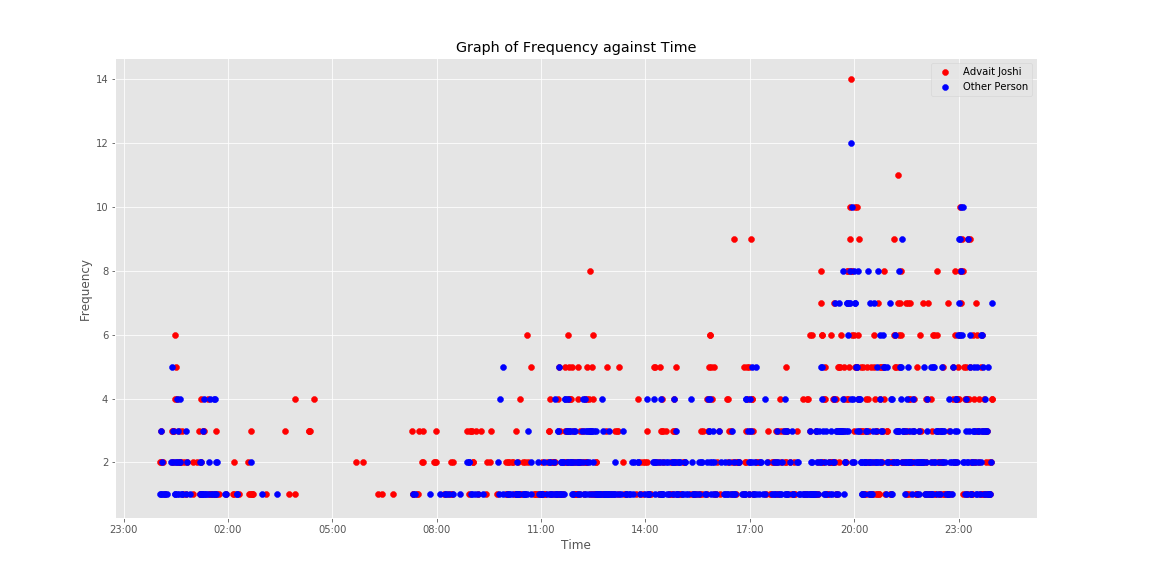 Graph of Frequency against Time
Advait Joshi
Other Person
14
12
10
8
6
4
2
Frequency
23:00 02:00 05:00 08:00 11:00 14:00 17:00 20:00 23:00
Time